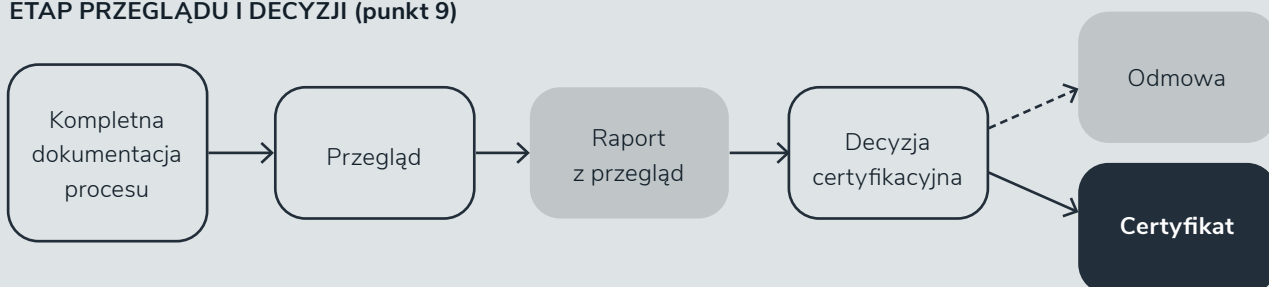 ETAP PRZEGLĄDU I DECYZJI (punkt 9)
Kompletna
dokumentacja
procesu
Przegląd
Raport
z przegląd
Decyzja
certyfikacyjna
Odmowa
Certyfikat